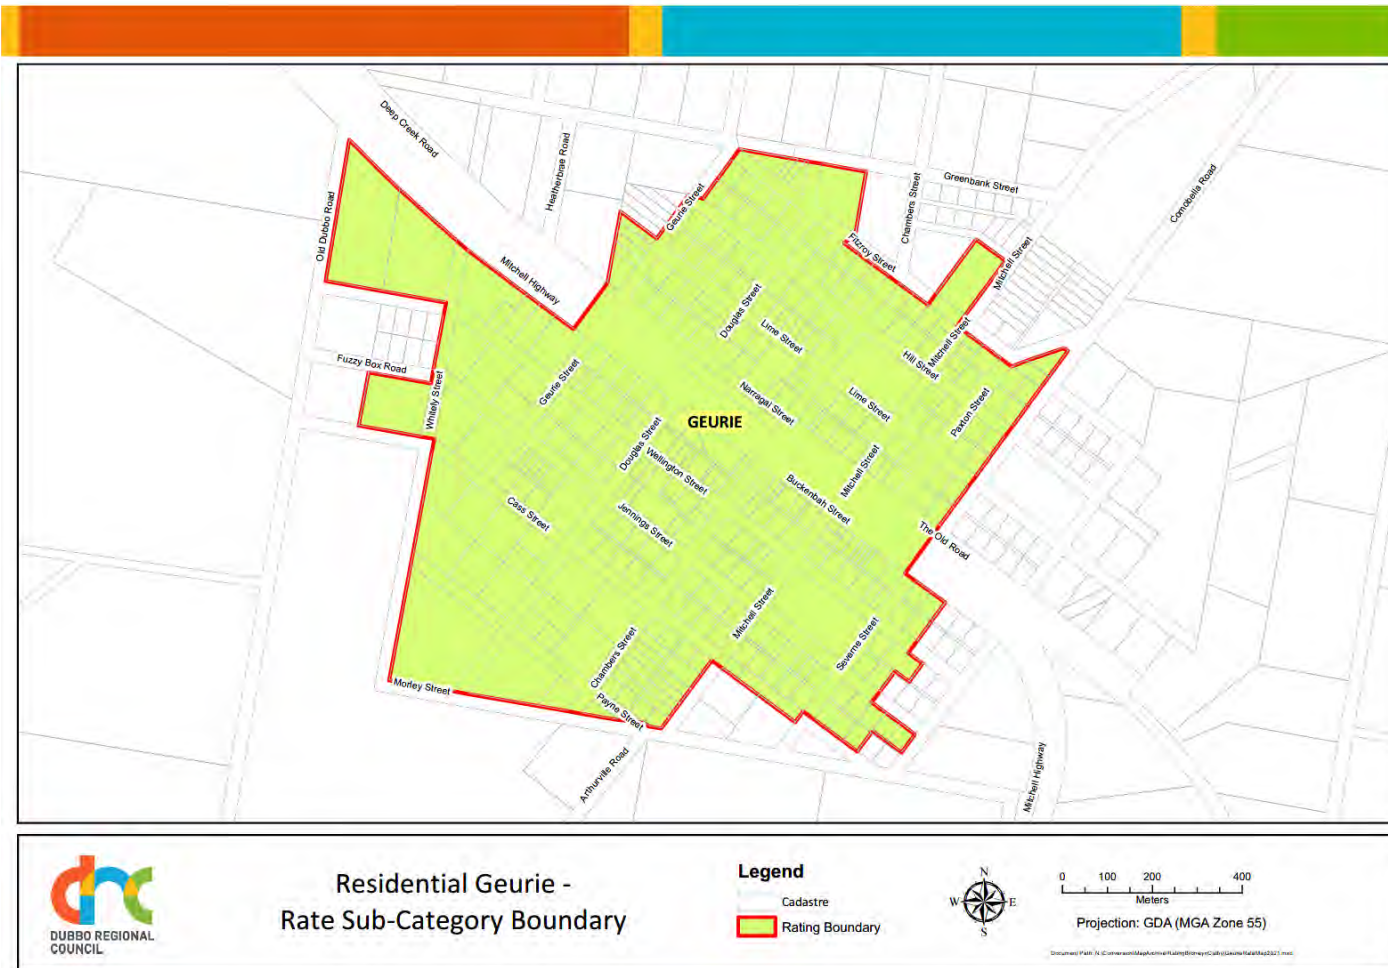 Deep Creek Road
Heatherbrae Road
Old Dubbo Road
Mitchell Highway
Geurie Street
Greenbank Street
Chambers Street
Comobella Road
Fitzroy Street
Mitchell Street
Douglas Street
Lime Street
Mitchell Street
Hill Street
Fuzzy Box Road
Whitely Street
Geurie Street
Narragal Street
Lime Street
Paxton Street
GEURIE
Douglas Street
Wellington Street
Mitchell Street
Buckenbah Street
Cass Street
Jennings Street
The Old Road
Mitchell Street
Severne Street
Chambers Street
Morley Street
Payne Street
Arthurville Road
Mitchell Highway
DUBBO REGIONAL
COUNCIL
Residential Geurie -
Rate Sub-Category Boundary
Legend
Cadastre
Rating Boundary
N
W E
S
0 100 200 400
Meters
Projection: GDA (MGA Zone 55)